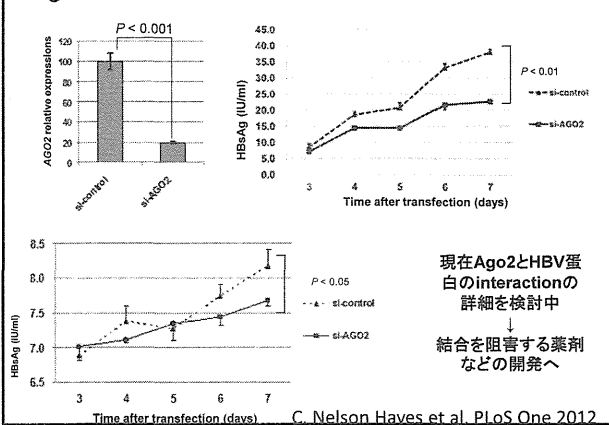 P < 0.001
AGO2 relative expressions
120
100
80
60
40
20
0
si-control
si-AGO2
HBsAg (IU/ml)
45.0
40.0
35.0
30.0
25.0
20.0
15.0
10.0
5.0
0.0
3 4 5 6 7
Time after transfection (days)
P < 0.01
si-control
si-AGO2
HBsAg (IU/ml)
8.5
8.0
7.5
7.0
6.5
3 4 5 6 7
Time after transfection (days)
P < 0.05
si-control
si-AGO2
現在Ago2とHBV蛋
白のinteractionの
詳細を検討中
↓
結合を阻害する薬剤
などの開発へ
C. Nelson Hayes et al. PLoS One 2012